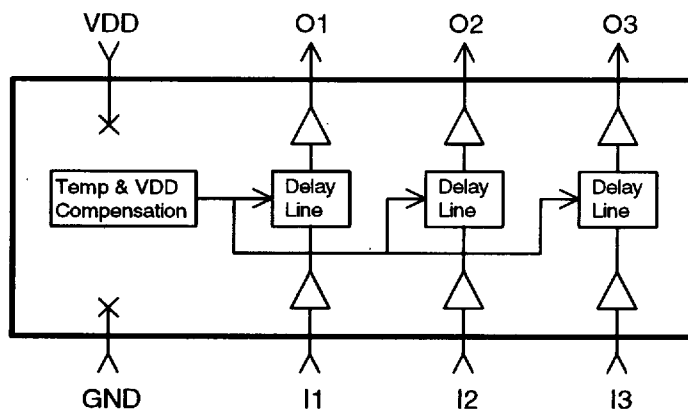 VDD O1 O2 O3
Temp & VDD
Compensation
Delay
Line
Delay
Line
Delay
Line
GND I1 I2 I3